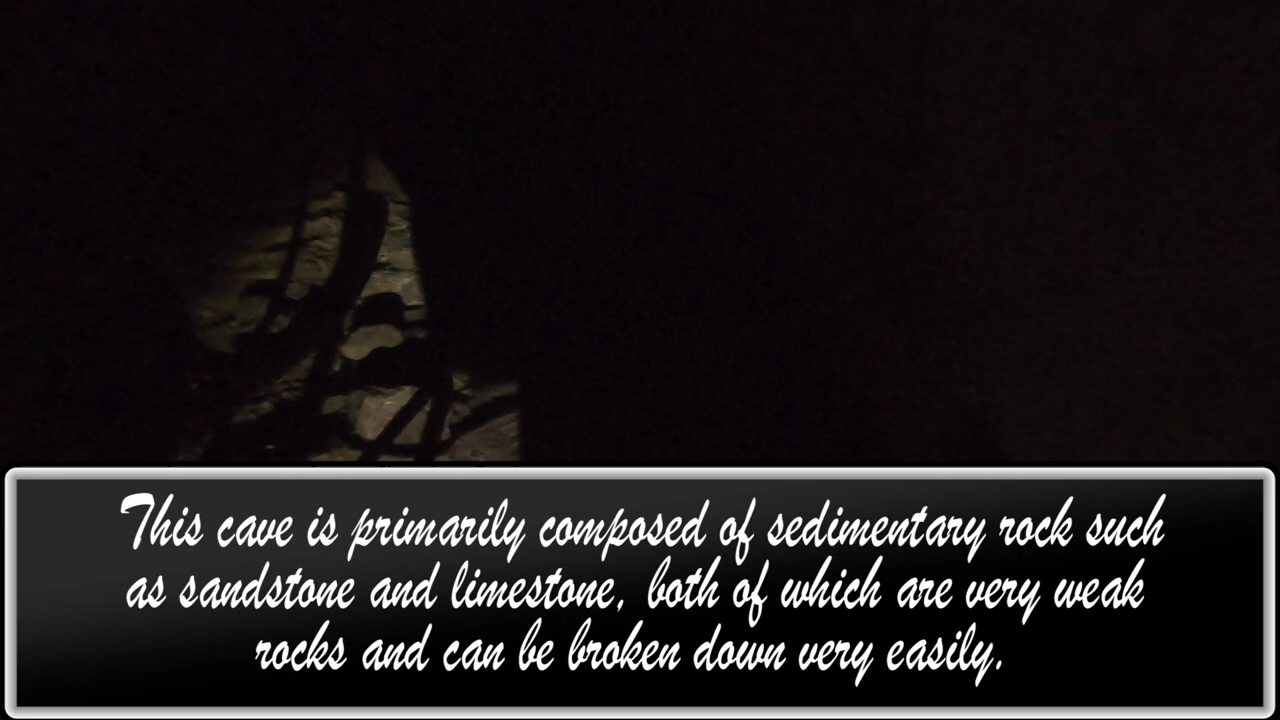 This cave is primarily composed of sedimentary rock such
as sandstone and limestone, both of which are very weak
rocks and can be broken down very easily.